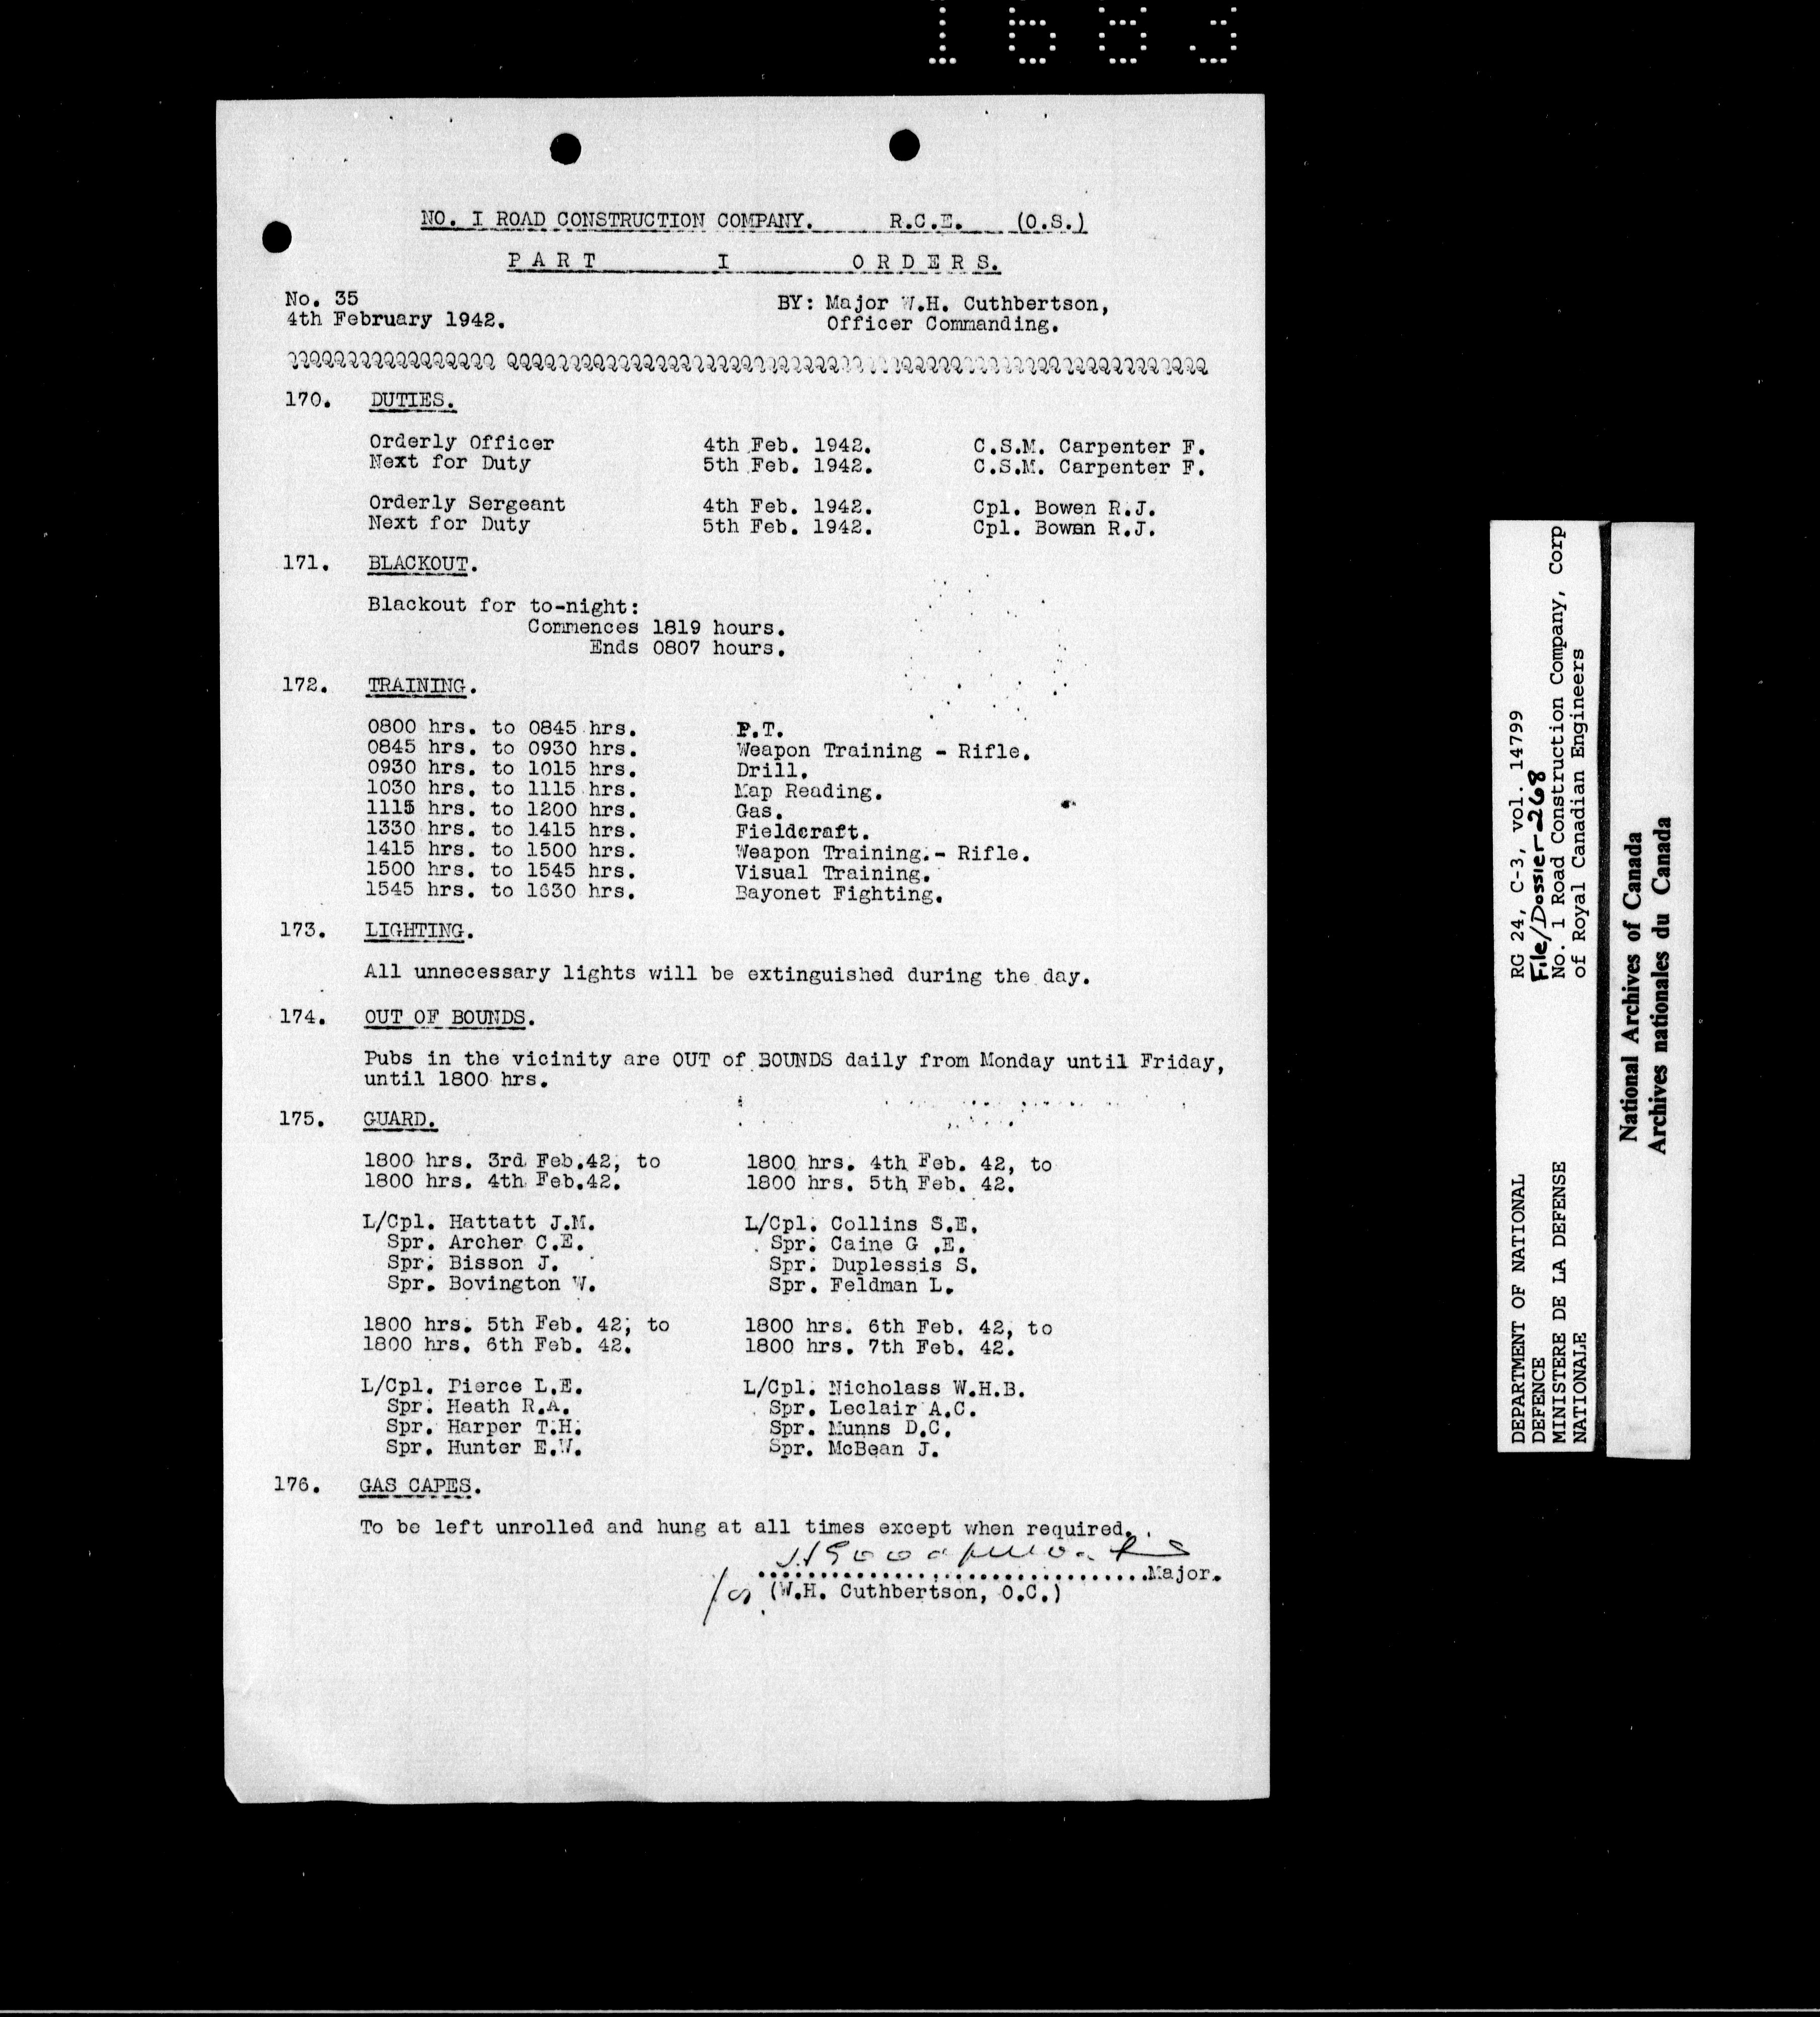 NO. I ROAD CONSTRUCTION COMPANY. R.C.E. (O.S.)
PART I ORDERS.
No. 35
4th February 1942.
BY: Major W.H. Cuthbertson,
Officer Commanding.
170. DUTIES.
Orderly Officer 4th Feb. 1942. C.S.M. Carpenter F.
Next for Duty 5th Feb. 1942. C.S.M. Carpenter F.
Orderly Sergeant 4th Feb. 1942. Cpl. Bowen R.J.
Next for Duty 5th Feb. 1942. Cpl. Bowen R.J.
171. BLACKOUT.
Blackout for to-night:
Commences 1819 hours.
Ends 0807 hours.
172. TRAINING.
0800 hrs. to 0845 hrs. P.T.
0845 hrs. to 0930 hrs. Weapon Training - Rifle.
0930 hrs. to 1015 hrs. Drill.
1030 hrs. to 1115 hrs. Map Reading.
1115 hrs. to 1200 hrs. Gas.
1330 hrs. to 1415 hrs. Fieldcraft.
1415 hrs. to 1500 hrs. Weapon Training.- Rifle.
1500 hrs. to 1545 hrs. Visual Training.
1545 hrs. to 1630 hrs. Bayonet Fighting.
173. LIGHTING.
All unnecessary lights will be extinguished during the day.
174. OUT OF BOUNDS.
Pubs in the vicinity are OUT of BOUNDS daily from Monday until Friday,
until 1800 hrs.
175. GUARD.
1800 hrs. 3rd Feb.42, to 1800 hrs. 4th Feb. 42, to
1800 hrs. 4th Feb.42. 1800 hrs. 5th Feb. 42.
L/Cpl. Hattatt J.M. L/Cpl. Collins S.E.
Spr. Archer C.E. Spr. Caine G .E.
Spr. Bisson J. Spr. Duplessis S.
Spr. Bovington W. Spr. Feldman L.
1800 hrs. 5th Feb. 42, to 1800 hrs. 6th Feb. 42, to
1800 hrs. 6th Feb. 42. 1800 hrs. 7th Feb. 42.
L/Cpl. Pierce L.E. L/Cpl. Nicholass W.H.B.
Spr. Heath R.A. Spr. Leclair A.C.
Spr. Harper T.H. Spr. Munns D.C.
Spr. Hunter E.W. Spr. McBean J.
176. GAS CAPES.
To be left unrolled and hung at all times except when required.
Major.
(W.H. Cuthbertson, O.C.)
DEPARTMENT OF NATIONAL
DEFENCE
MINISTERE DE LA DEFENSE
NATIONALE
RG 24, C-3, vol. 14799
File/Dossier-268
No. 1 Road Construction Company, Corp
of Royal Canadian Engineers
National Archives of Canada
Archives nationales du Canada